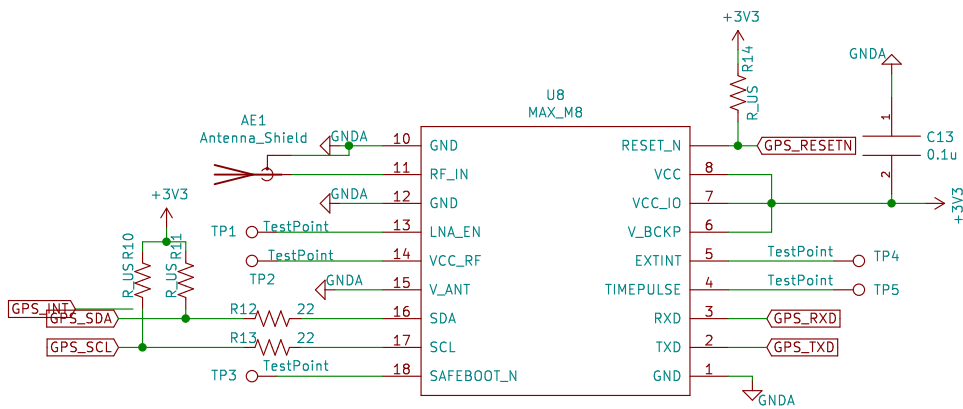 +3V3
GNDA
R14
R_US
U8
MAX_M8
AE1
Antenna_Shield
GNDA
10
GND
RESET_N
GPS_RESETN
1
C13
0.1u
2
11
RF_IN
VCC
8
GNDA
12
GND
VCC_IO
7
+3V3
+3V3
TP1
TestPoint
13
LNA_EN
V_BCKP
6
R10
R_US
R11
R_US
TP2
TestPoint
14
VCC_RF
EXTINT
5
TestPoint
TP4
GNDA
15
V_ANT
TIMEPULSE
4
TestPoint
TP5
GPS_INT
GPS_SDA
R12
22
16
SDA
RXD
3
GPS_RXD
GPS_SCL
R13
22
17
SCL
TXD
2
GPS_TXD
TP3
TestPoint
18
SAFEBOOT_N
GND
1
GNDA